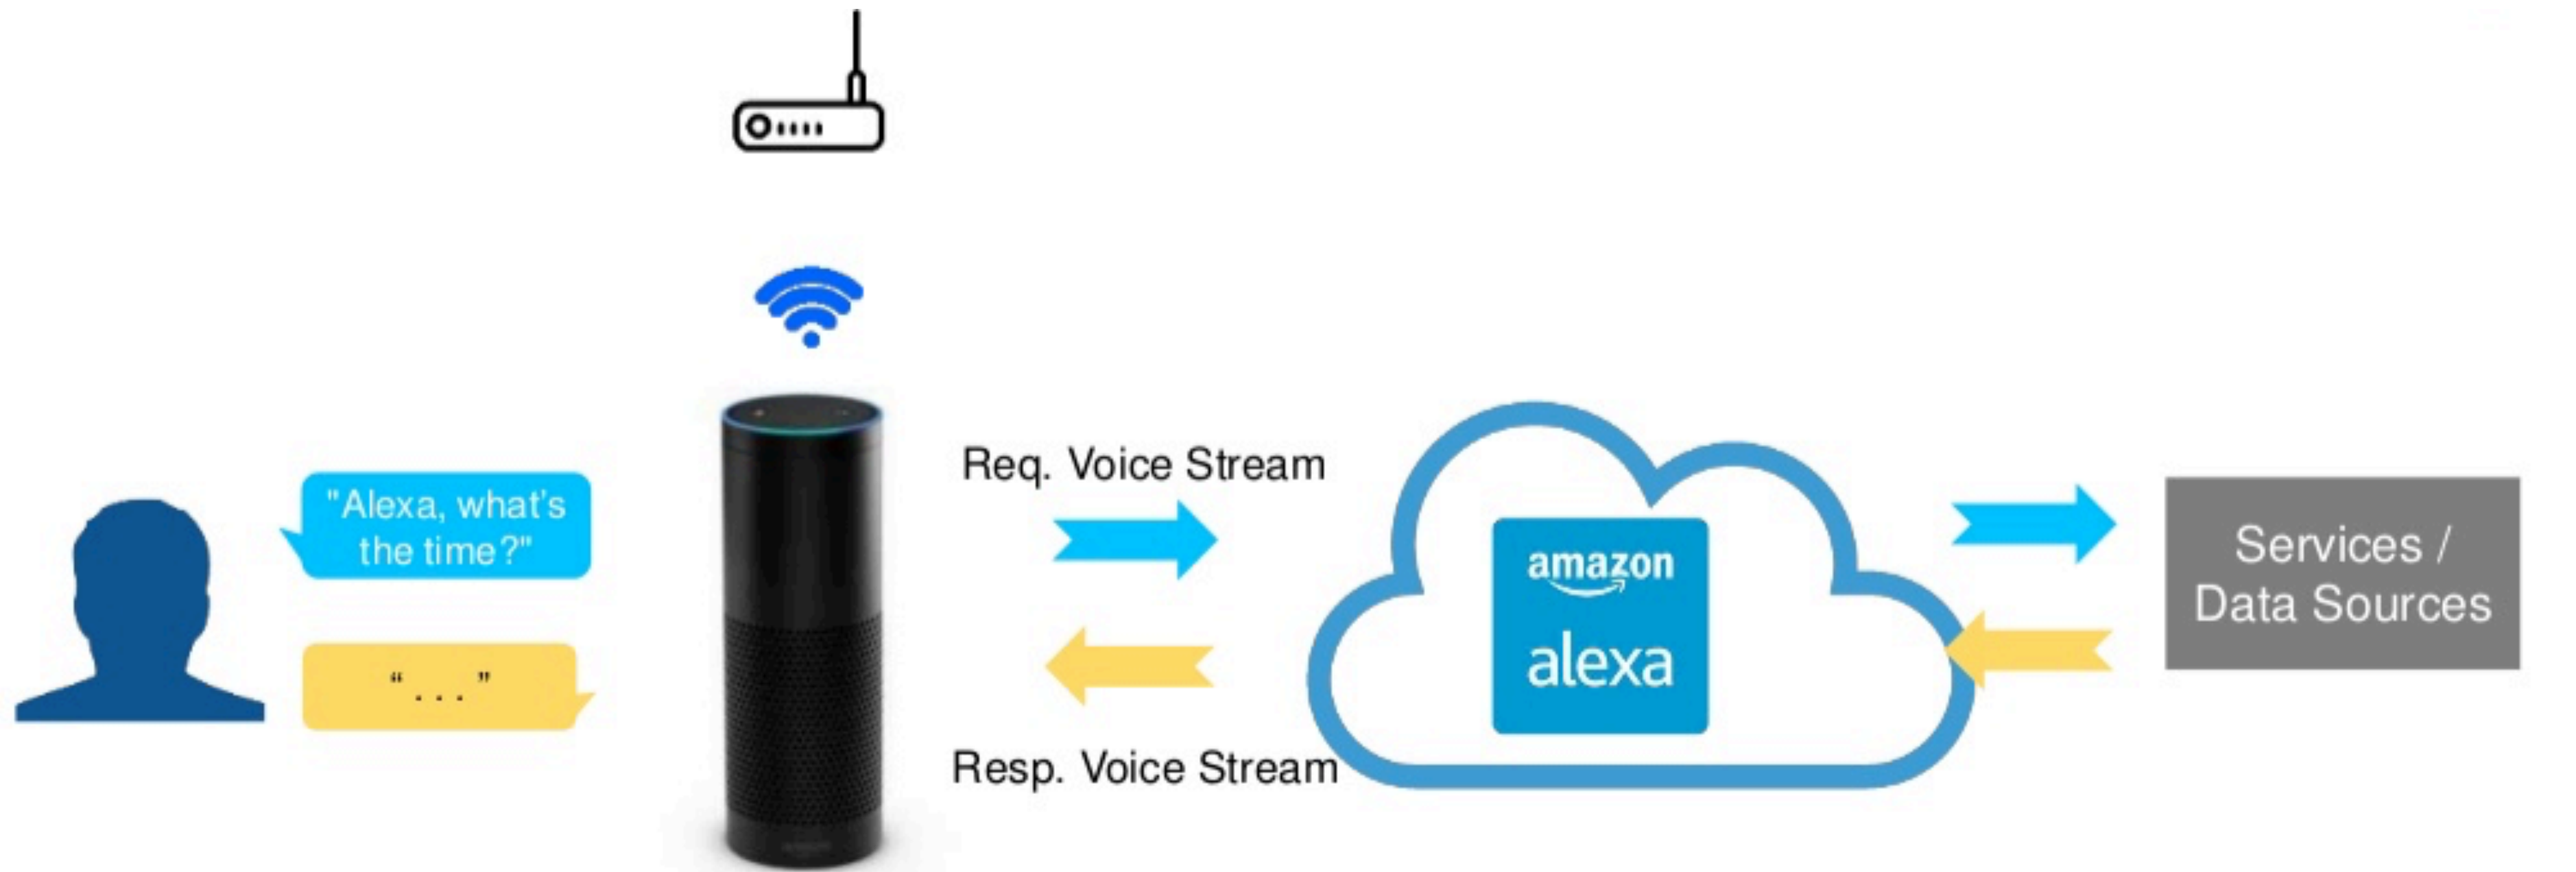 "Alexa, what's
the time?"
“ . . . ”
Req. Voice Stream
Resp. Voice Stream
amazon
alexa
Services /
Data Sources